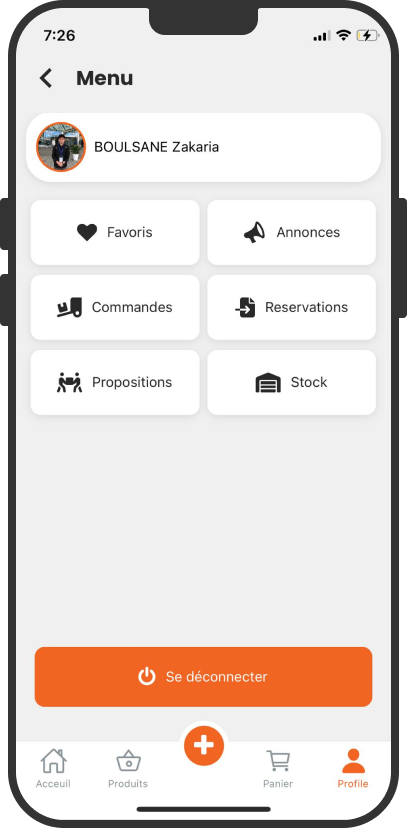 7:26
Menu
BOULSANE Zakaria
Favoris
Annonces
Commandes
Reservations
Propositions
Stock
Se déconnecter
Acceuil
Produits
Panier
Profile